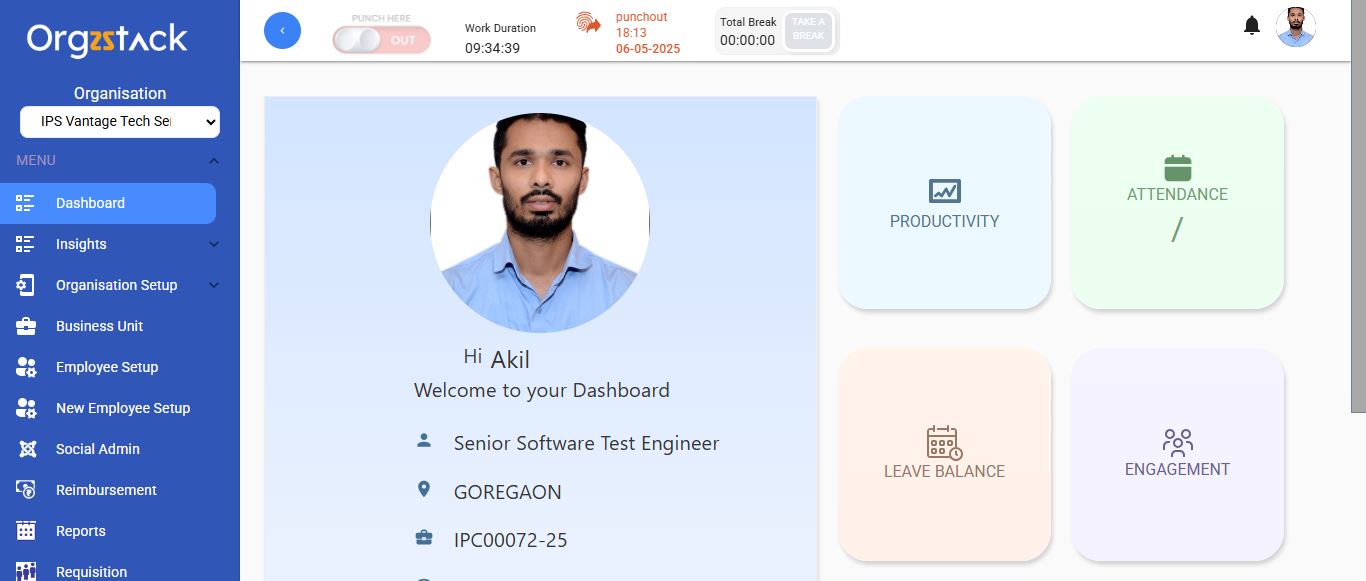 Orgzstack
Organisation
IPS Vantage Tech Ser
MENU
Dashboard
Insights
Organisation Setup
Business Unit
Employee Setup
New Employee Setup
Social Admin
Reimbursement
Reports
Requisition
PUNCH HERE
OUT
Work Duration
09:34:39
punchout
18:13
06-05-2025
Total Break
00:00:00
TAKE A
BREAK
Hi Akil
Welcome to your Dashboard
Senior Software Test Engineer
GOREGAON
IPC00072-25
PRODUCTIVITY
ATTENDANCE
/
LEAVE BALANCE
ENGAGEMENT